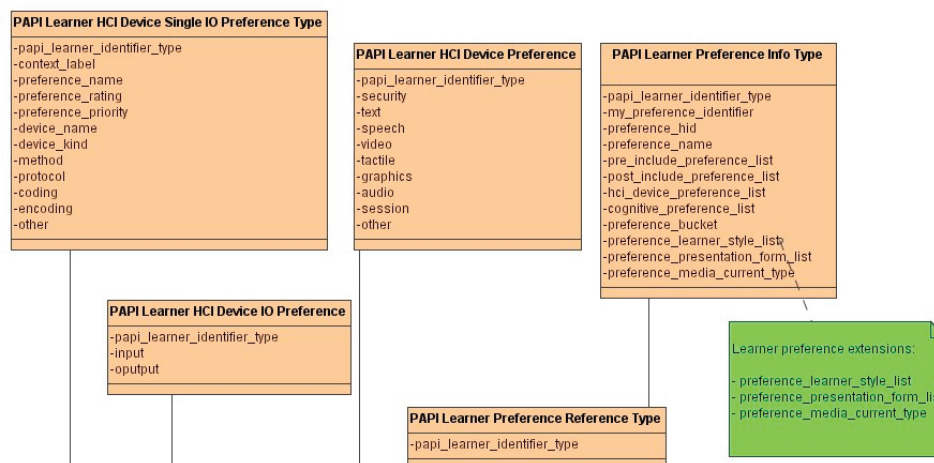 PAPI Learner HCI Device Single IO Preference Type
-papi_learner_identifier_type
-context_label
-preference_name
-preference_rating
-preference_priority
-device_name
-device_kind
-method
-protocol
-coding
-encoding
-other
PAPI Learner HCI Device Preference
-papi_learner_identifier_type
-security
-text
-speech
-video
-tactile
-graphics
-audio
-session
-other
PAPI Learner Preference Info Type
-papi_learner_identifier_type
-my_preference_identifier
-preference_hid
-preference_name
-pre_include_preference_list
-post_include_preference_list
-hci_device_preference_list
-cognitive_preference_list
-preference_bucket
-preference_learner_style_list
-preference_presentation_form_list
-preference_media_current_type
PAPI Learner HCI Device IO Preference
-papi_learner_identifier_type
-input
-oputput
Learner preference extensions:
- preference_learner_style_list
- preference_presentation_form_li
- preference_media_current_type
PAPI Learner Preference Reference Type
-papi_learner_identifier_type